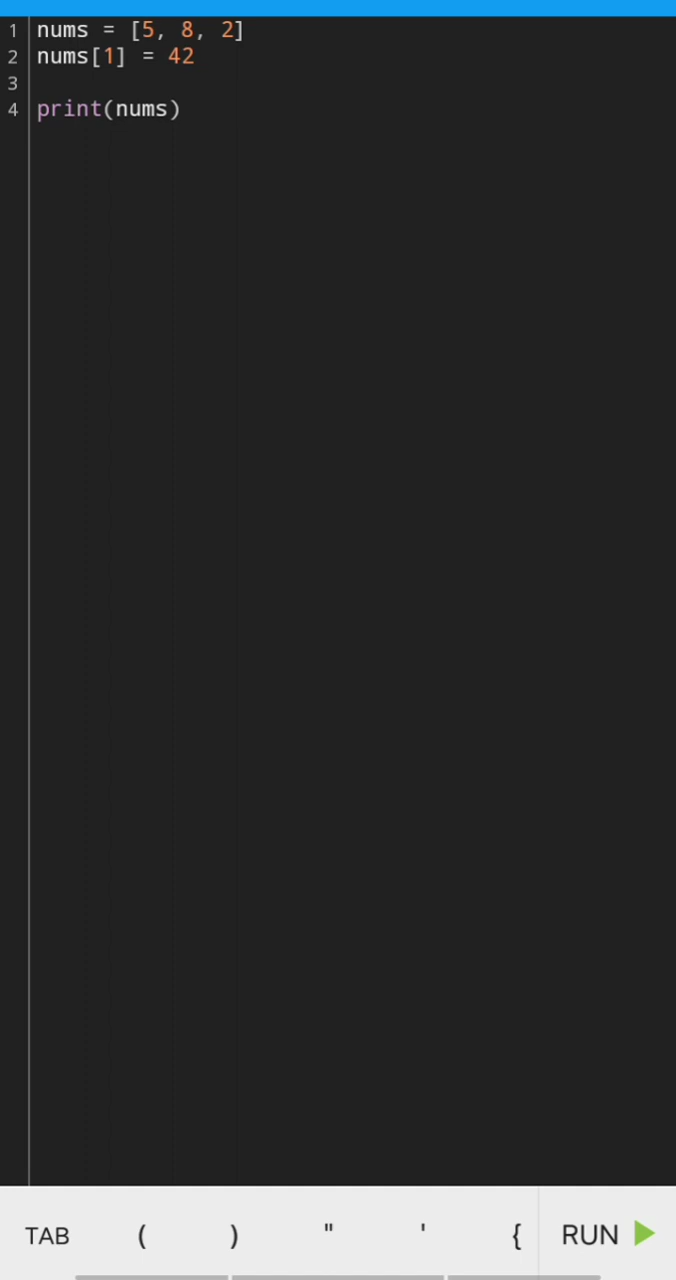 1 nums = [5, 8, 2]
2 nums[1] = 42
3
4 print(nums)
TAB ( ) " ' { RUN